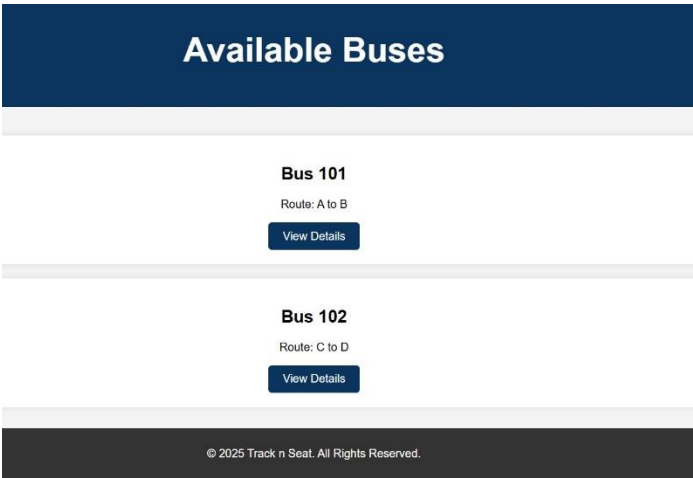 Available Buses
Bus 101
Route: A to B
View Details
Bus 102
Route: C to D
View Details
© 2025 Track n Seat. All Rights Reserved.